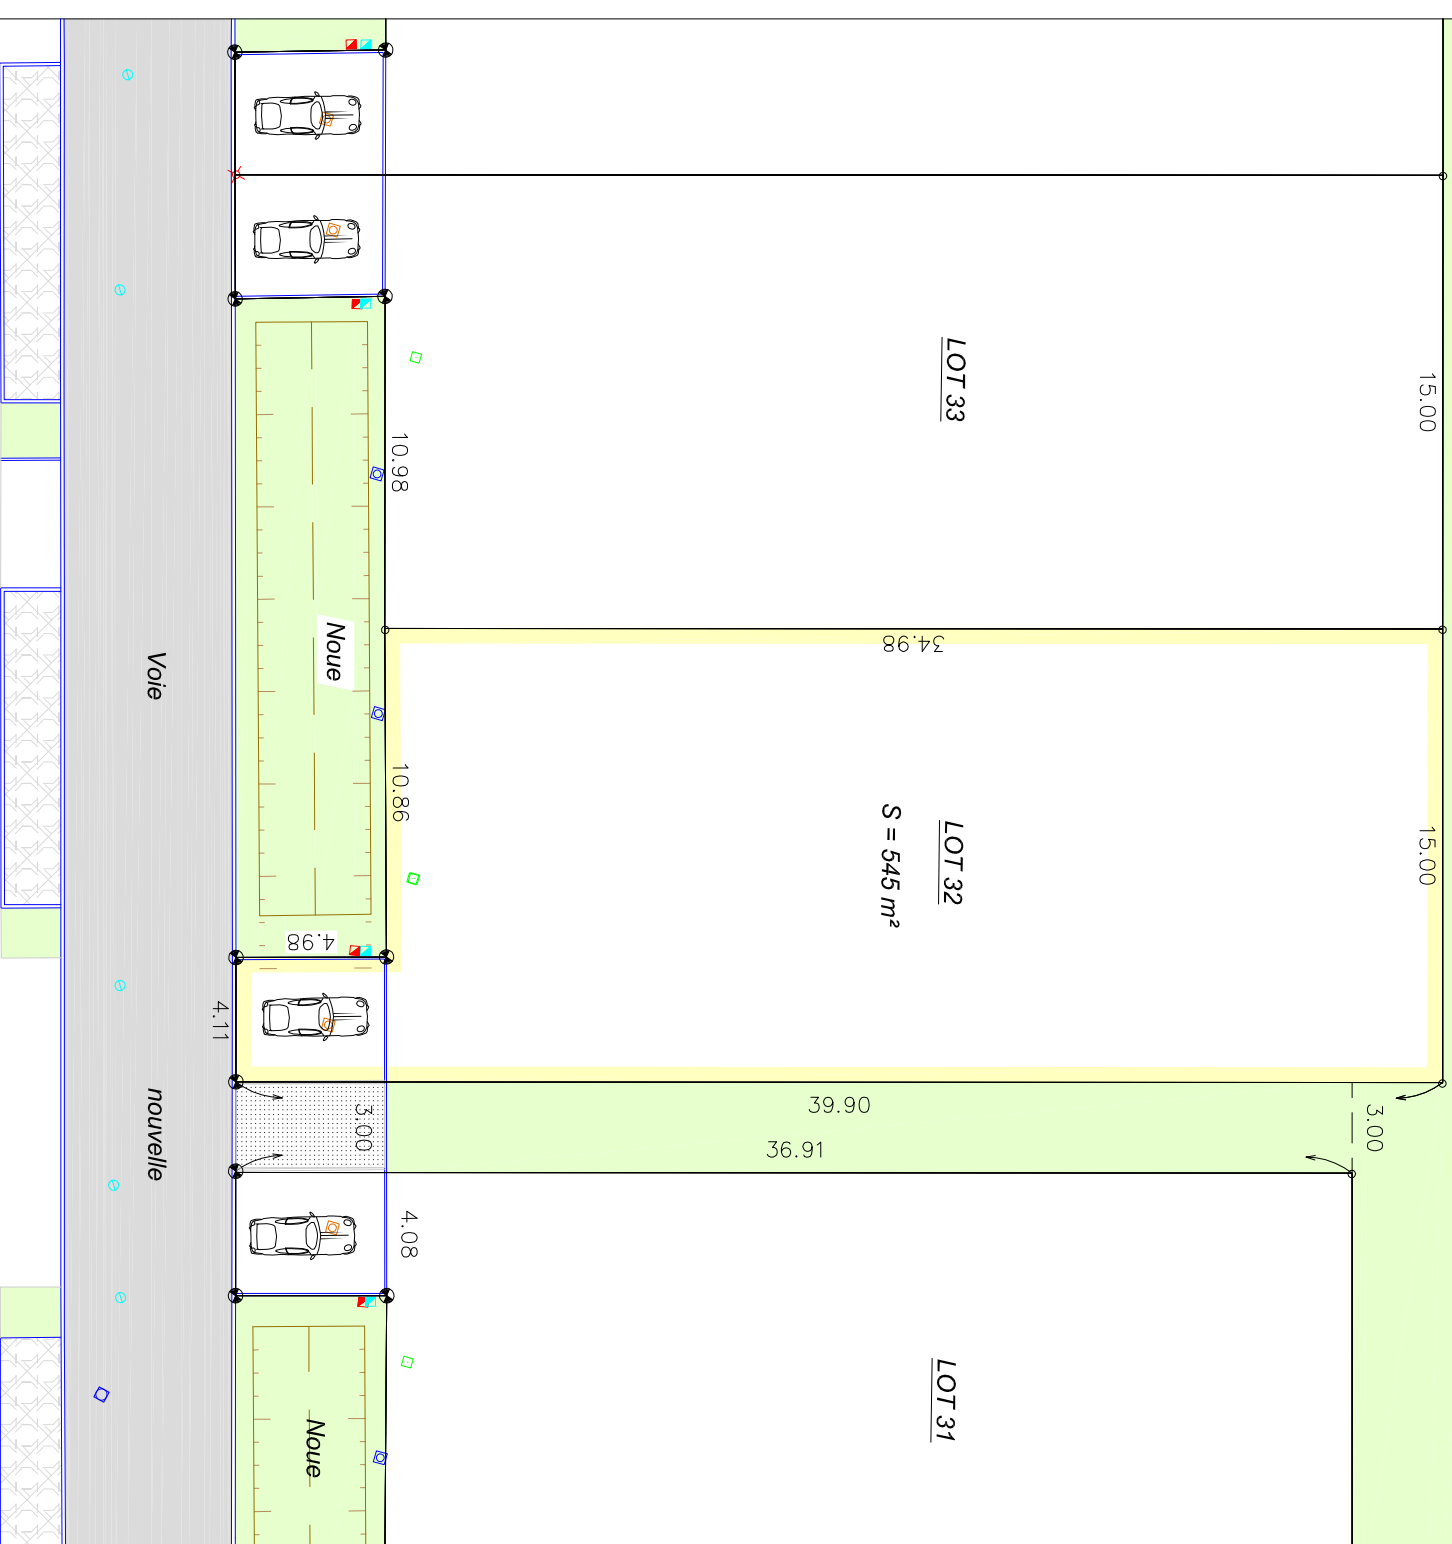 15.00
LOT 33
10.98
Noue
34.98
15.00
LOT 32
S = 545 m²
10.86
4.98
4.11
Voie nouvelle
39.90
3.00
3.00
36.91
4.08
LOT 31
Noue